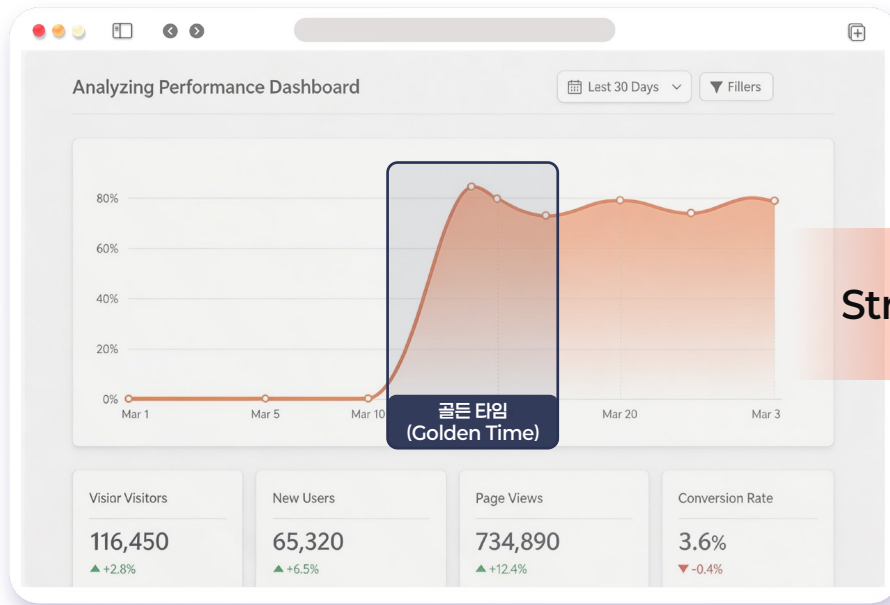 Analyzing Performance Dashboard
Last 30 Days
Fillers
80%
60%
40%
20%
0%
Mar 1
Mar 5
Mar 10
골든 타임
(Golden Time)
Mar 20
Mar 3
Str
Visiar Visitors
116,450
▲ +2.8%
New Users
65,320
▲ +6.5%
Page Views
734,890
▲ +12.4%
Conversion Rate
3.6%
▼ -0.4%